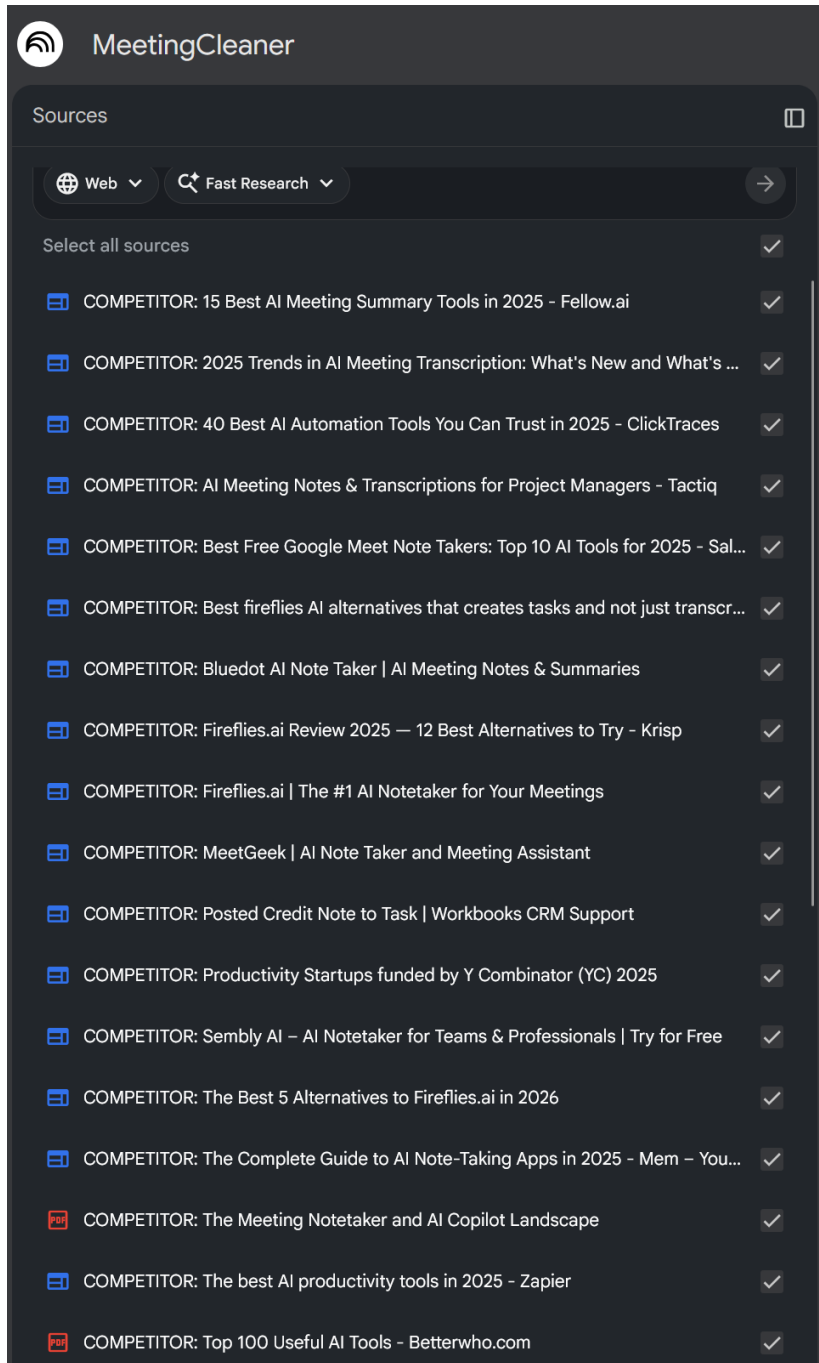 MeetingCleaner
Sources
Web
Fast Research
Select all sources
COMPETITOR: 15 Best AI Meeting Summary Tools in 2025 - Fellow.ai
COMPETITOR: 2025 Trends in AI Meeting Transcription: What's New and What's ...
COMPETITOR: 40 Best AI Automation Tools You Can Trust in 2025 - ClickTraces
COMPETITOR: AI Meeting Notes & Transcriptions for Project Managers - Tactiq
COMPETITOR: Best Free Google Meet Note Takers: Top 10 AI Tools for 2025 - Sal...
COMPETITOR: Best fireflies AI alternatives that creates tasks and not just transcr...
COMPETITOR: Bluedot AI Note Taker | AI Meeting Notes & Summaries
COMPETITOR: Fireflies.ai Review 2025 — 12 Best Alternatives to Try - Krisp
COMPETITOR: Fireflies.ai | The #1 AI Notetaker for Your Meetings
COMPETITOR: MeetGeek | AI Note Taker and Meeting Assistant
COMPETITOR: Posted Credit Note to Task | Workbooks CRM Support
COMPETITOR: Productivity Startups funded by Y Combinator (YC) 2025
COMPETITOR: Sembly AI – AI Notetaker for Teams & Professionals | Try for Free
COMPETITOR: The Best 5 Alternatives to Fireflies.ai in 2026
COMPETITOR: The Complete Guide to AI Note-Taking Apps in 2025 - Mem – You...
PDF COMPETITOR: The Meeting Notetaker and AI Copilot Landscape
COMPETITOR: The best AI productivity tools in 2025 - Zapier
PDF COMPETITOR: Top 100 Useful AI Tools - Betterwho.com